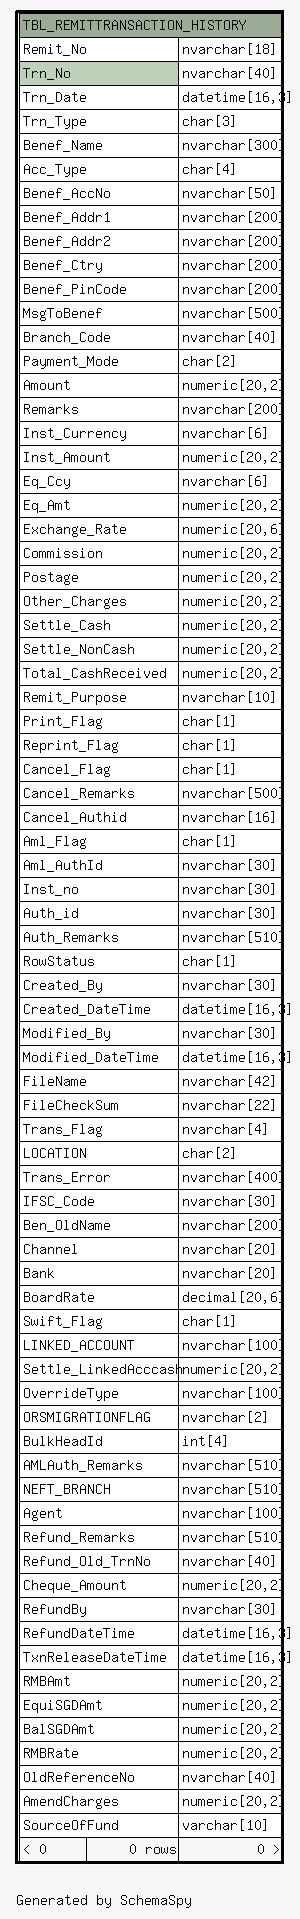 TBL_REMITTRANSACTION_HISTORY
Remit_No nvarchar[18]
Trn_No nvarchar[40]
Trn_Date datetime[16,3]
Trn_Type char[3]
Benef_Name nvarchar[300]
Acc_Type char[4]
Benef_AccNo nvarchar[50]
Benef_Addr1 nvarchar[200]
Benef_Addr2 nvarchar[200]
Benef_Ctry nvarchar[200]
Benef_PinCode nvarchar[200]
MsgToBenef nvarchar[500]
Branch_Code nvarchar[40]
Payment_Mode char[2]
Amount numeric[20,2]
Remarks nvarchar[200]
Inst_Currency nvarchar[6]
Inst_Amount numeric[20,2]
Eq_Ccy nvarchar[6]
Eq_Amt numeric[20,2]
Exchange_Rate numeric[20,6]
Commission numeric[20,2]
Postage numeric[20,2]
Other_Charges numeric[20,2]
Settle_Cash numeric[20,2]
Settle_NonCash numeric[20,2]
Total_CashReceived numeric[20,2]
Remit_Purpose nvarchar[10]
Print_Flag char[1]
Reprint_Flag char[1]
Cancel_Flag char[1]
Cancel_Remarks nvarchar[500]
Cancel_Authid nvarchar[16]
Aml_Flag char[1]
Aml_AuthId nvarchar[30]
Inst_no nvarchar[30]
Auth_id nvarchar[30]
Auth_Remarks nvarchar[510]
RowStatus char[1]
Created_By nvarchar[30]
Created_DateTime datetime[16,3]
Modified_By nvarchar[30]
Modified_DateTime datetime[16,3]
FileName nvarchar[42]
FileCheckSum nvarchar[22]
Trans_Flag nvarchar[4]
LOCATION char[2]
Trans_Error nvarchar[400]
IFSC_Code nvarchar[30]
Ben_OldName nvarchar[200]
Channel nvarchar[20]
Bank nvarchar[20]
BoardRate decimal[20,6]
Swift_Flag char[1]
LINKED_ACCOUNT nvarchar[100]
Settle_LinkedAcccash numeric[20,2]
OverrideType nvarchar[100]
ORSMIGRATIONFLAG nvarchar[2]
BulkHeadId int[4]
AMLAuth_Remarks nvarchar[510]
NEFT_BRANCH nvarchar[510]
Agent nvarchar[100]
Refund_Remarks nvarchar[510]
Refund_Old_TrnNo nvarchar[40]
Cheque_Amount numeric[20,2]
RefundBy nvarchar[30]
RefundDateTime datetime[16,3]
TxnReleaseDateTime datetime[16,3]
RMBAmt numeric[20,2]
EquiSGDAmt numeric[20,2]
BalSGDAmt numeric[20,2]
RMBRate numeric[20,2]
OldReferenceNo nvarchar[40]
AmendCharges numeric[20,2]
SourceOfFund varchar[10]
< 0 0 rows 0 >
Generated by SchemaSpy